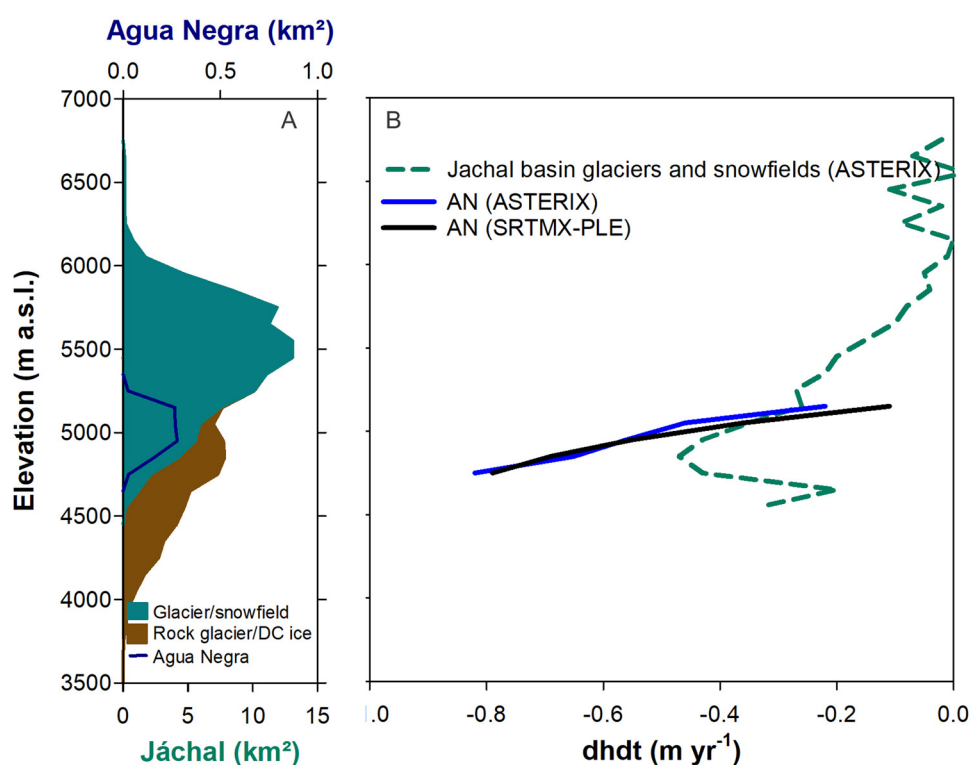 Agua Negra (km²)
0.0 0.5 1.0
7000
6500
6000
5500
5000
4500
4000
3500
Elevation (m a.s.l.)
A
Glacier/snowfield
Rock glacier/DC ice
Agua Negra
0 5 10 15
Jáchal (km²)
B
Jachal basin glaciers and snowfields (ASTERIX)
AN (ASTERIX)
AN (SRTMX-PLE)
1.0 -0.8 -0.6 -0.4 -0.2 0.0
dhdt (m yr⁻¹)